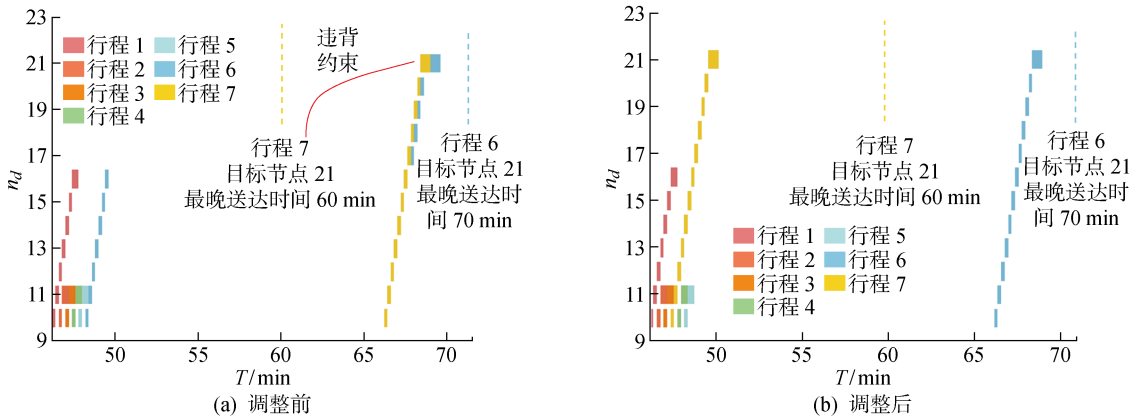 23
21
19
17
15
13
11
9
n_d
行程 1
行程 2
行程 3
行程 4
行程 5
行程 6
行程 7
违背
约束
行程 7
目标节点 21
最晚送达时间 60 min
行程 6
目标节点 21
最晚送达时
间 70 min
50 55 60 65 70
T/min
(a) 调整前
23
21
19
17
15
13
11
9
n_d
行程 7
目标节点 21
最晚送达时间 60 min
行程 6
目标节点 21
最晚送达时
间 70 min
行程 1
行程 2
行程 3
行程 4
行程 5
行程 6
行程 7
50 55 60 65 70
T/min
(b) 调整后